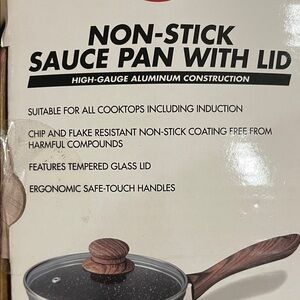 NON-STICK
SAUCE PAN WITH LID
HIGH-GAUGE ALUMINUM CONSTRUCTION
SUITABLE FOR ALL COOKTOPS INCLUDING INDUCTION
CHIP AND FLAKE RESISTANT NON-STICK COATING FREE FROM
HARMFUL COMPOUNDS
FEATURES TEMPERED GLASS LID
ERGONOMIC SAFE-TOUCH HANDLES